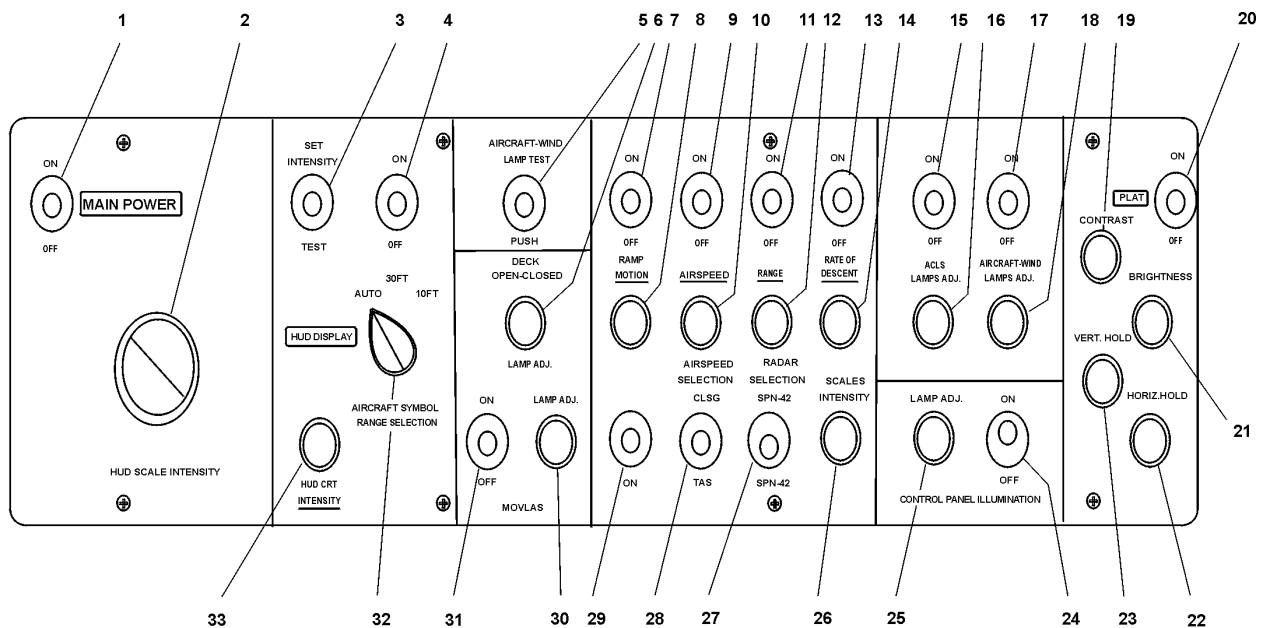 1 2 3 4 5 6 7 8 9 10 11 12 13 14 15 16 17 18 19 20
ON
MAIN POWER
OFF
HUD SCALE INTENSITY
SET
INTENSITY
TEST
ON
OFF
30FT
AUTO
10FT
HUD DISPLAY
AIRCRAFT SYMBOL
RANGE SELECTION
HUD CRT
INTENSITY
AIRCRAFT-WIND
LAMP TEST
PUSH
DECK
OPEN-CLOSED
LAMP ADJ.
ON
OFF
LAMP ADJ.
MOVLAS
ON
OFF
RAMP
MOTION
ON
OFF
AIRSPEED
ON
OFF
RANGE
ON
OFF
RATE OF
DESCENT
ON
AIRSPEED
SELECTION
CLSG
TAS
RADAR
SELECTION
SPN-42
SPN-42
SCALES
INTENSITY
ON
OFF
ACLS
LAMPS ADJ.
ON
OFF
AIRCRAFT-WIND
LAMPS ADJ.
LAMP ADJ.
ON
OFF
CONTROL PANEL ILLUMINATION
ON
PLAT
OFF
CONTRAST
BRIGHTNESS
VERT. HOLD
HORIZ.HOLD
21
33 32 31 30 29 28 27 26 25 24 23 22